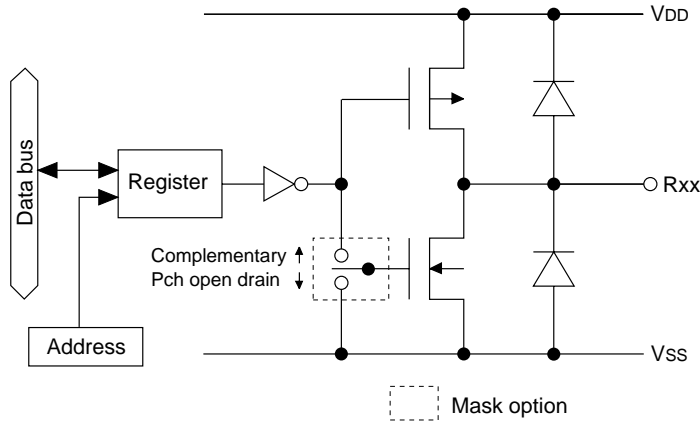 VDD
Data bus
Register
Rxx
Complementary
Pch open drain
Address
VSS
Mask option